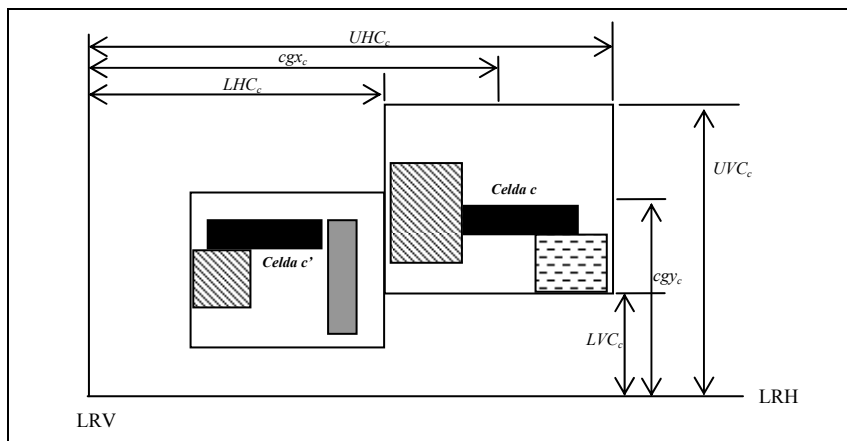 UHC_c
cgx_c
LHC_c
UVC_c
Celda c
Celda c’
cgy_c
LVC_c
LRH
LRV